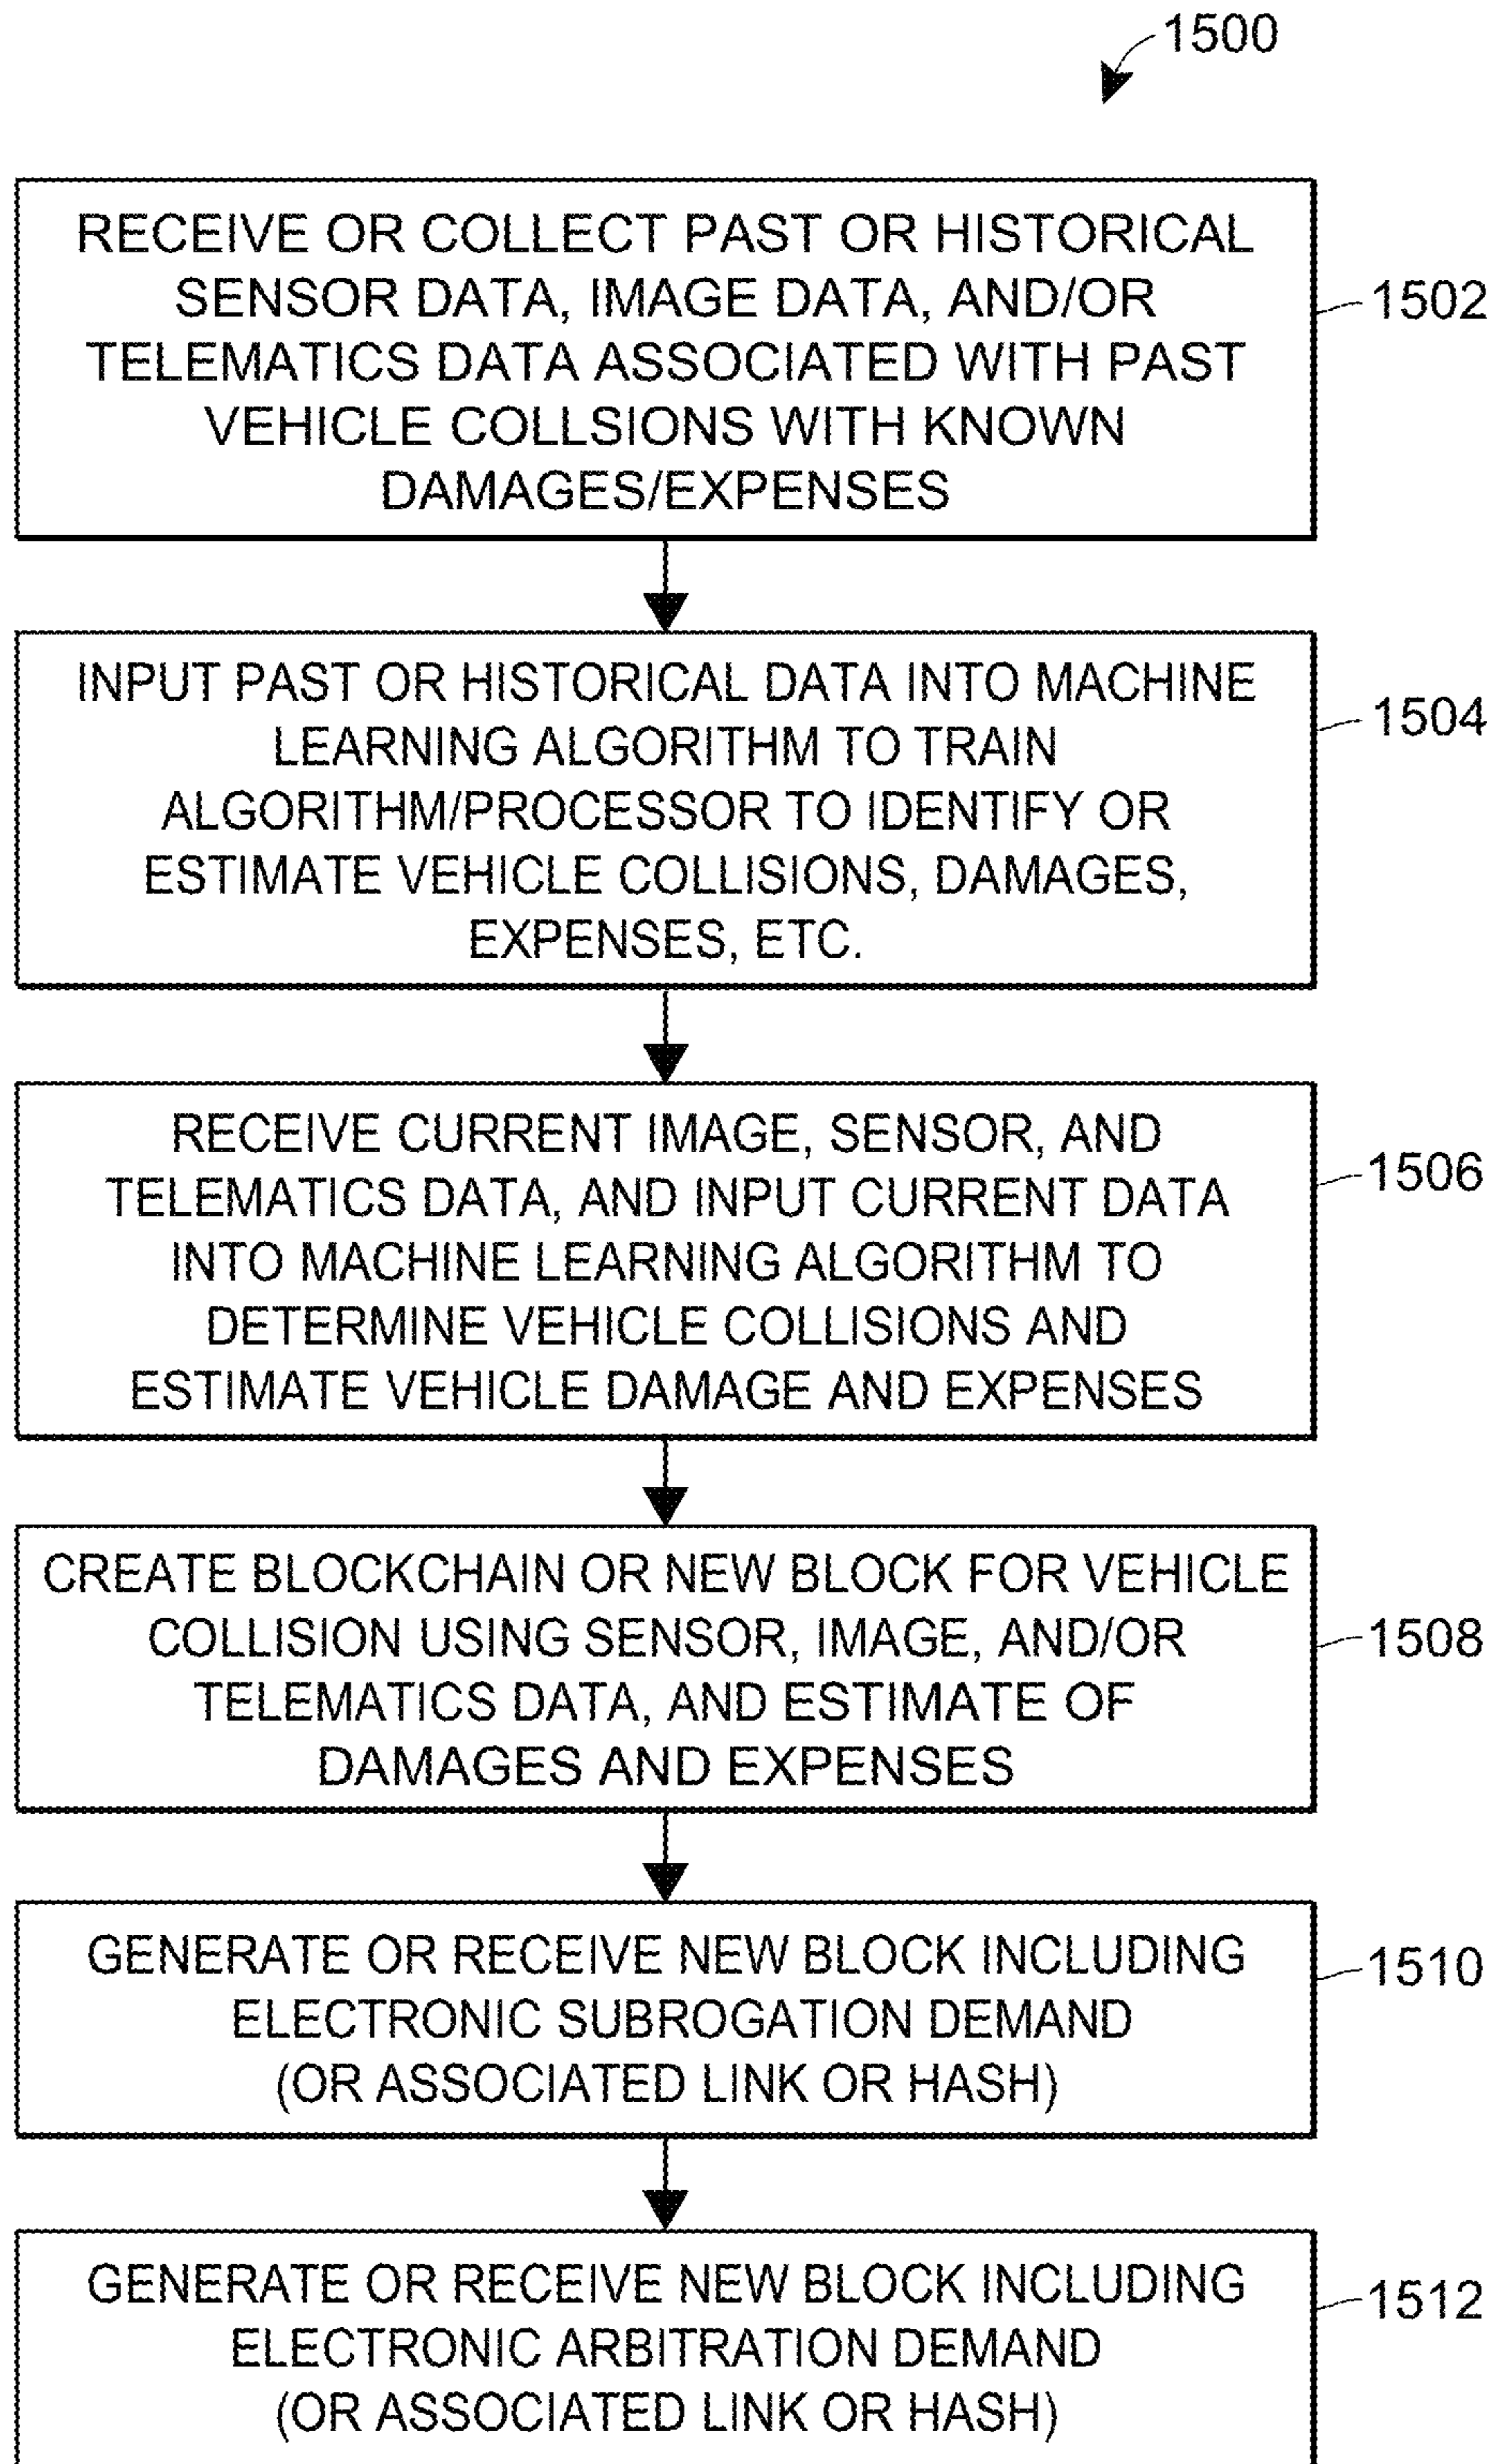 1500
RECEIVE OR COLLECT PAST OR HISTORICAL
SENSOR DATA, IMAGE DATA, AND/OR
TELEMATICS DATA ASSOCIATED WITH PAST
VEHICLE COLLSIONS WITH KNOWN
DAMAGES/EXPENSES
1502
INPUT PAST OR HISTORICAL DATA INTO MACHINE
LEARNING ALGORITHM TO TRAIN
ALGORITHM/PROCESSOR TO IDENTIFY OR
ESTIMATE VEHICLE COLLISIONS, DAMAGES,
EXPENSES, ETC.
1504
RECEIVE CURRENT IMAGE, SENSOR, AND
TELEMATICS DATA, AND INPUT CURRENT DATA
INTO MACHINE LEARNING ALGORITHM TO
DETERMINE VEHICLE COLLISIONS AND
ESTIMATE VEHICLE DAMAGE AND EXPENSES
1506
CREATE BLOCKCHAIN OR NEW BLOCK FOR VEHICLE
COLLISION USING SENSOR, IMAGE, AND/OR
TELEMATICS DATA, AND ESTIMATE OF
DAMAGES AND EXPENSES
1508
GENERATE OR RECEIVE NEW BLOCK INCLUDING
ELECTRONIC SUBROGATION DEMAND
(OR ASSOCIATED LINK OR HASH)
1510
GENERATE OR RECEIVE NEW BLOCK INCLUDING
ELECTRONIC ARBITRATION DEMAND
(OR ASSOCIATED LINK OR HASH)
1512